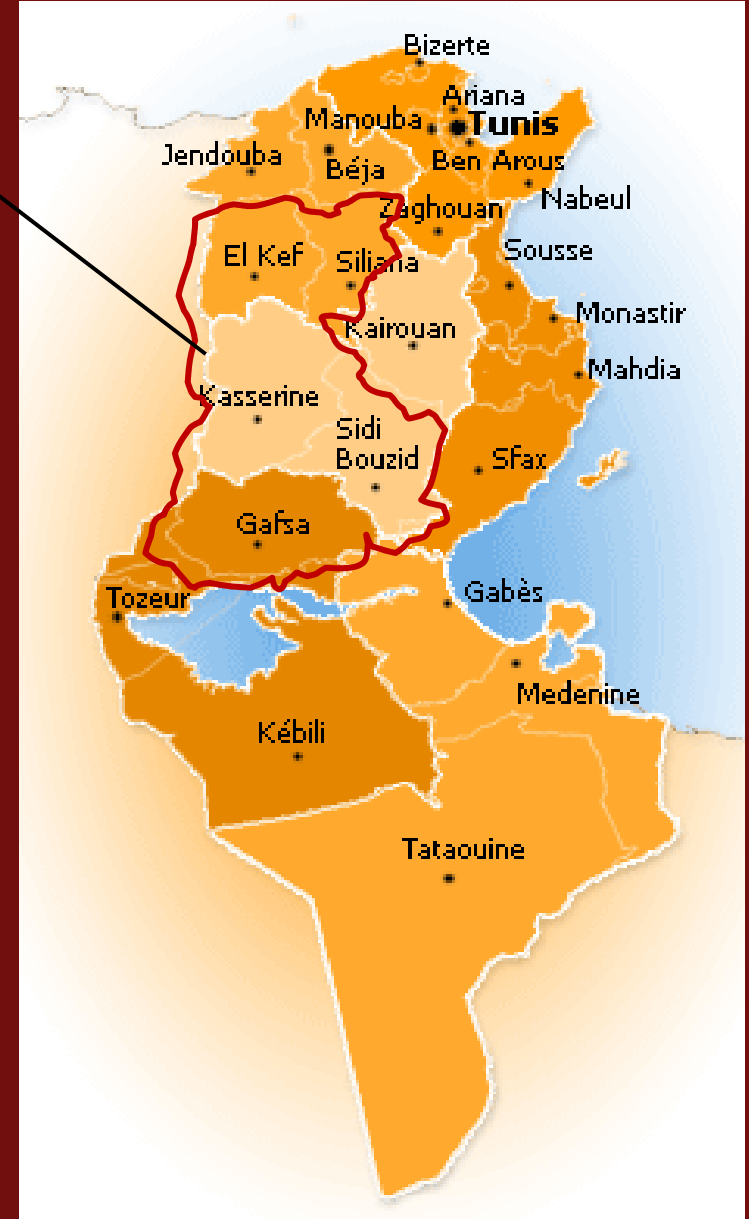 Bizerte
Ariana
Manouba
Tunis
Jendouba
Béja
Ben Arous
Nabeul
Zaghouan
El Kef
Siliana
Sousse
Kairouan
Monastir
Mahdia
Kasserine
Sidi
Bouzid
Sfax
Gafsa
Tozeur
Gabès
Medenine
Kébili
Tataouine